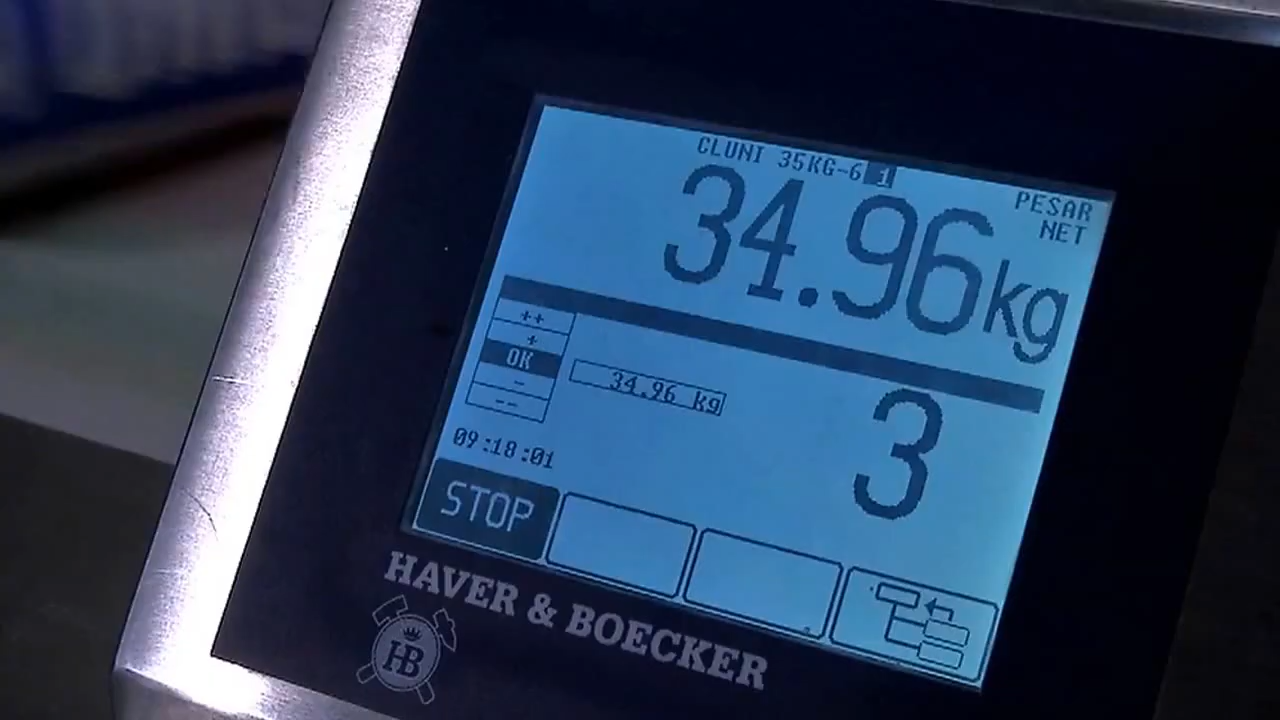 CLUNI 35KG-6 1
PESAR
NET
34.96kg
++
+
OK
-
--
34.96 kg
3
09:18:01
STOP
HAVER & BOECKER
HB